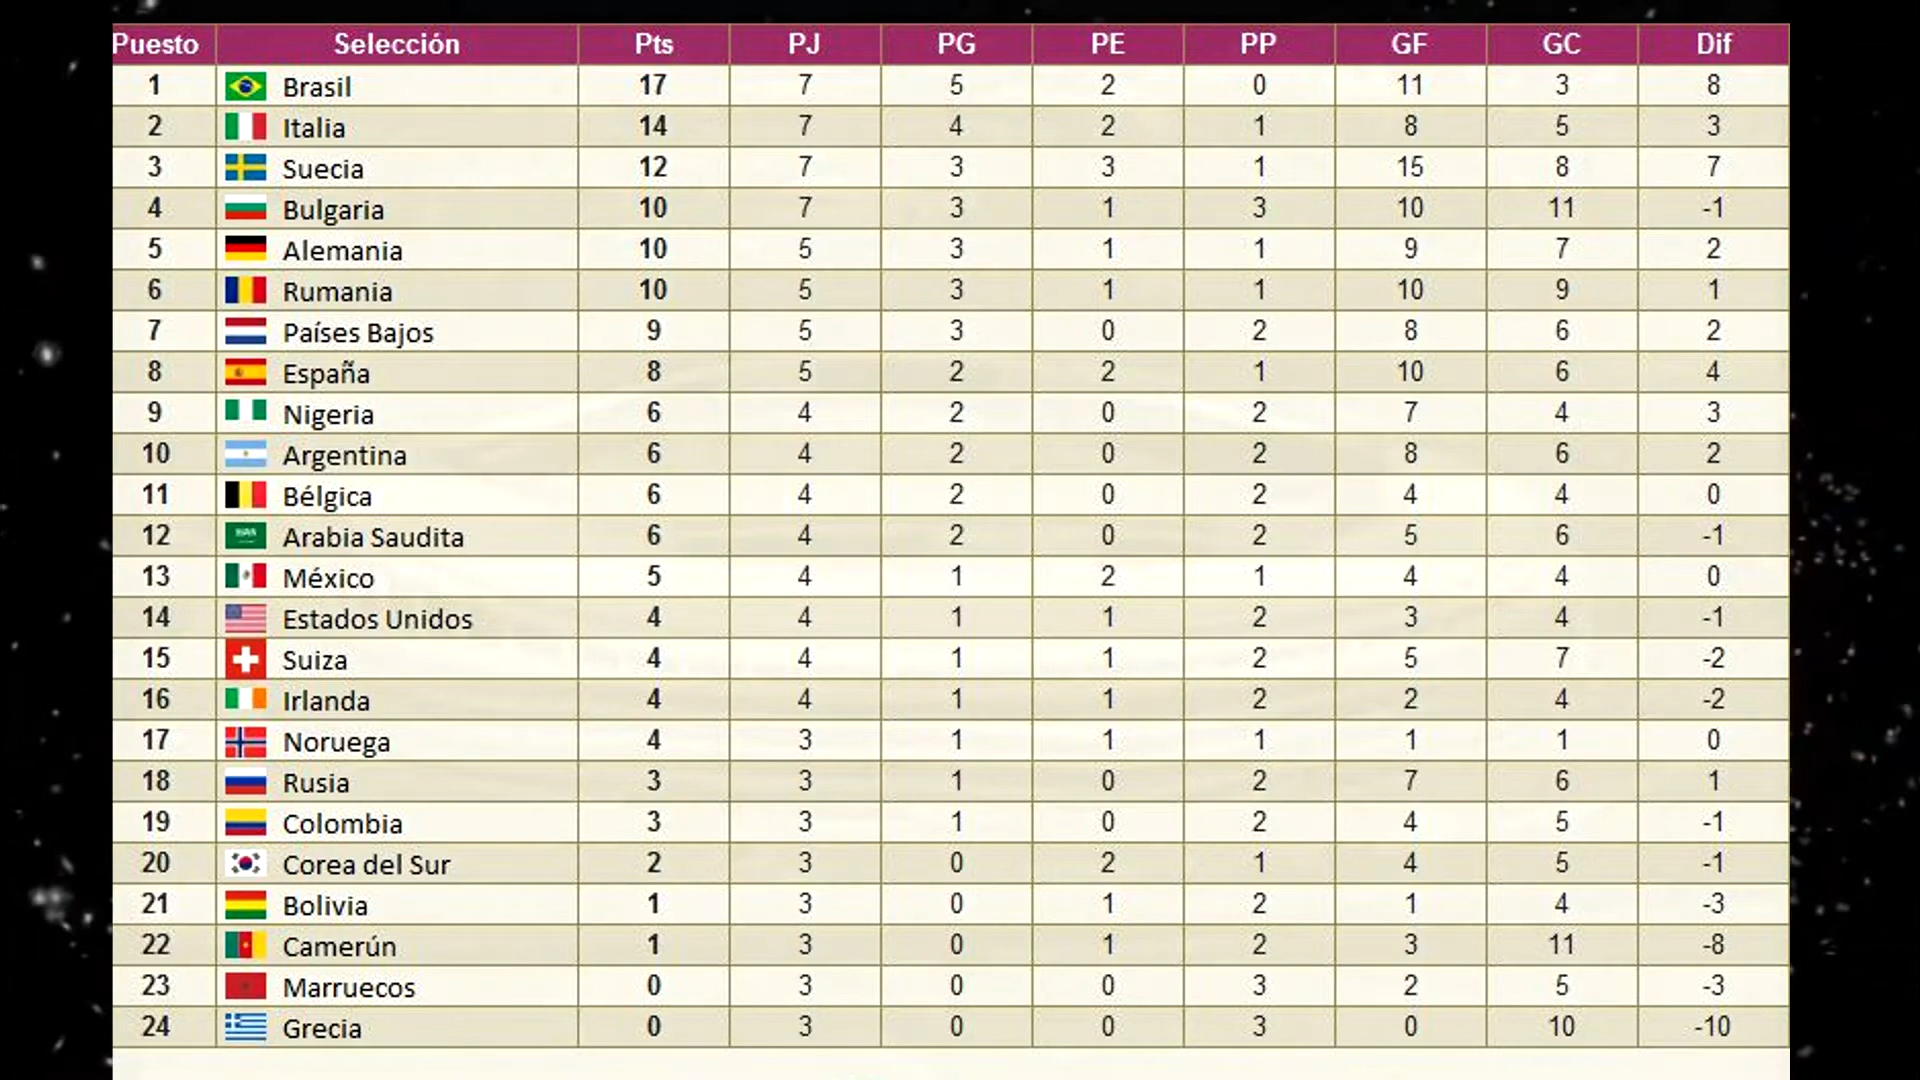 Puesto Selección Pts PJ PG PE PP GF GC Dif
1 Brasil 17 7 5 2 0 11 3 8
2 Italia 14 7 4 2 1 8 5 3
3 Suecia 12 7 3 3 1 15 8 7
4 Bulgaria 10 7 3 1 3 10 11 -1
5 Alemania 10 5 3 1 1 9 7 2
6 Rumania 10 5 3 1 1 10 9 1
7 Países Bajos 9 5 3 0 2 8 6 2
8 España 8 5 2 2 1 10 6 4
9 Nigeria 6 4 2 0 2 7 4 3
10 Argentina 6 4 2 0 2 8 6 2
11 Bélgica 6 4 2 0 2 4 4 0
12 Arabia Saudita 6 4 2 0 2 5 6 -1
13 México 5 4 1 2 1 4 4 0
14 Estados Unidos 4 4 1 1 2 3 4 -1
15 Suiza 4 4 1 1 2 5 7 -2
16 Irlanda 4 4 1 1 2 2 4 -2
17 Noruega 4 3 1 1 1 1 1 0
18 Rusia 3 3 1 0 2 7 6 1
19 Colombia 3 3 1 0 2 4 5 -1
20 Corea del Sur 2 3 0 2 1 4 5 -1
21 Bolivia 1 3 0 1 2 1 4 -3
22 Camerún 1 3 0 1 2 3 11 -8
23 Marruecos 0 3 0 0 3 2 5 -3
24 Grecia 0 3 0 0 3 0 10 -10